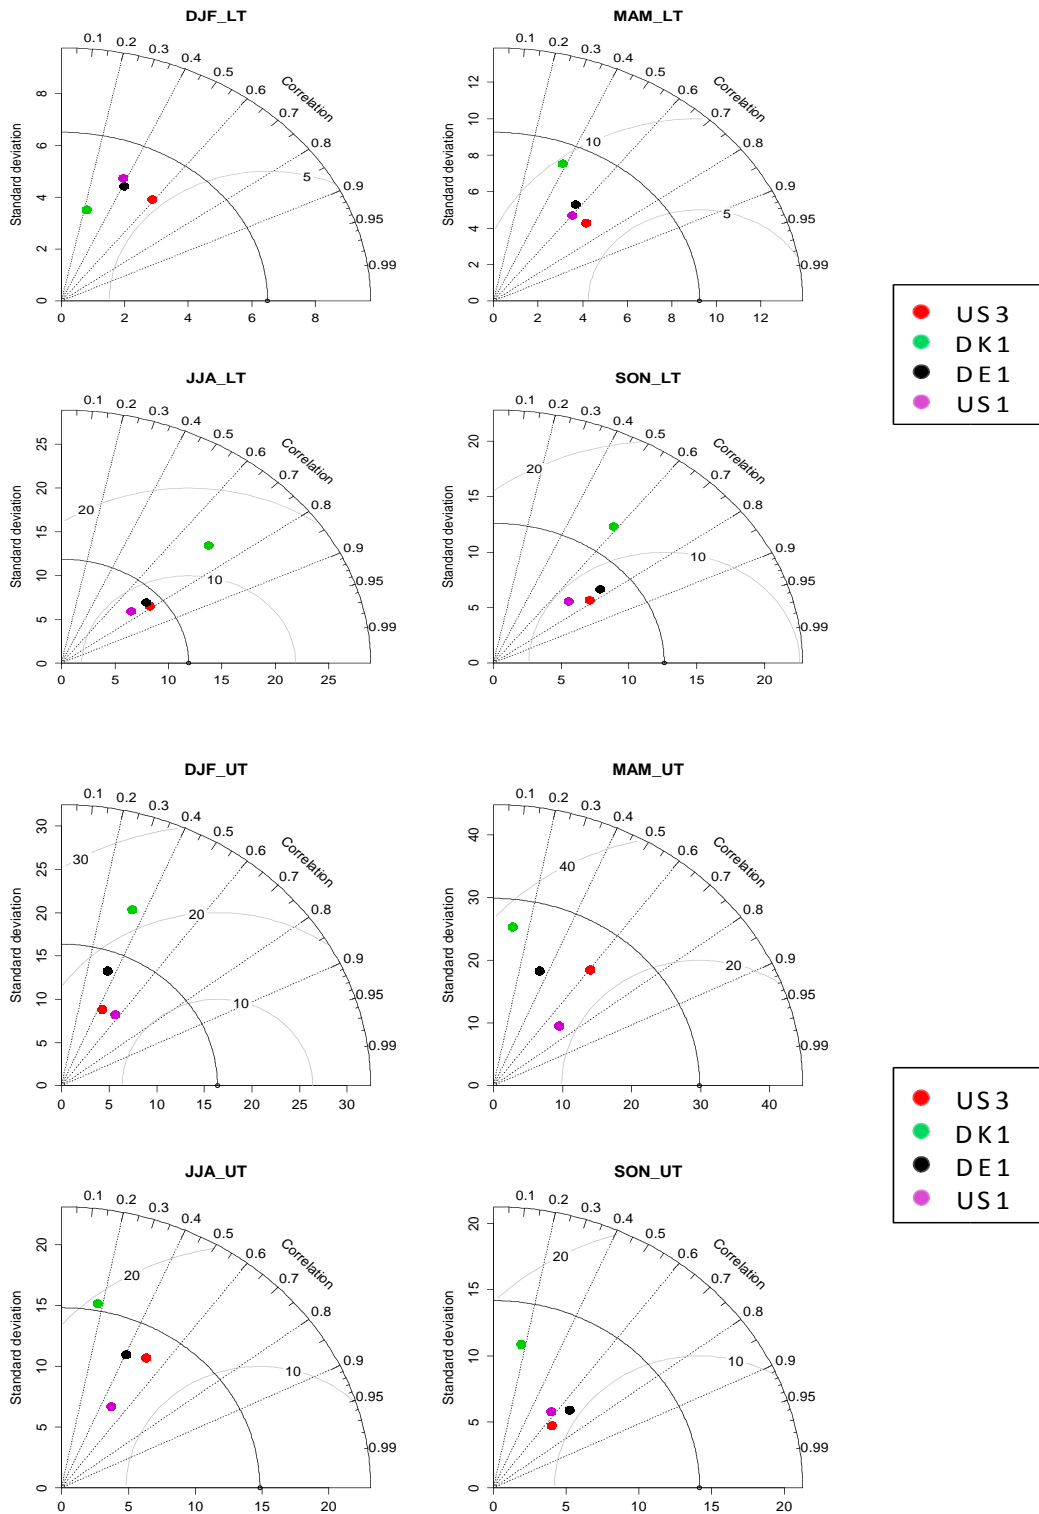 DJF_LT
0.1 0.2 0.3 0.4 0.5 0.6 0.7 0.8 0.9 0.95 0.99
Correlation
Standard deviation
0 2 4 6 8
0 2 4 6 8
5
MAM_LT
0.1 0.2 0.3 0.4 0.5 0.6 0.7 0.8 0.9 0.95 0.99
Correlation
Standard deviation
0 2 4 6 8 10 12
0 2 4 6 8 10 12
10
5
US3
DK1
DE1
US1
JJA_LT
0.1 0.2 0.3 0.4 0.5 0.6 0.7 0.8 0.9 0.95 0.99
Correlation
Standard deviation
0 5 10 15 20 25
0 5 10 15 20 25
20
10
SON_LT
0.1 0.2 0.3 0.4 0.5 0.6 0.7 0.8 0.9 0.95 0.99
Correlation
Standard deviation
0 5 10 15 20
0 5 10 15 20
20
10
DJF_UT
0.1 0.2 0.3 0.4 0.5 0.6 0.7 0.8 0.9 0.95 0.99
Correlation
Standard deviation
0 5 10 15 20 25 30
0 5 10 15 20 25 30
30
20
10
MAM_UT
0.1 0.2 0.3 0.4 0.5 0.6 0.7 0.8 0.9 0.95 0.99
Correlation
Standard deviation
0 10 20 30 40
0 10 20 30 40
40
20
US3
DK1
DE1
US1
JJA_UT
0.1 0.2 0.3 0.4 0.5 0.6 0.7 0.8 0.9 0.95 0.99
Correlation
Standard deviation
0 5 10 15 20
0 5 10 15 20
20
10
SON_UT
0.1 0.2 0.3 0.4 0.5 0.6 0.7 0.8 0.9 0.95 0.99
Correlation
Standard deviation
0 5 10 15 20
0 5 10 15 20
20
10